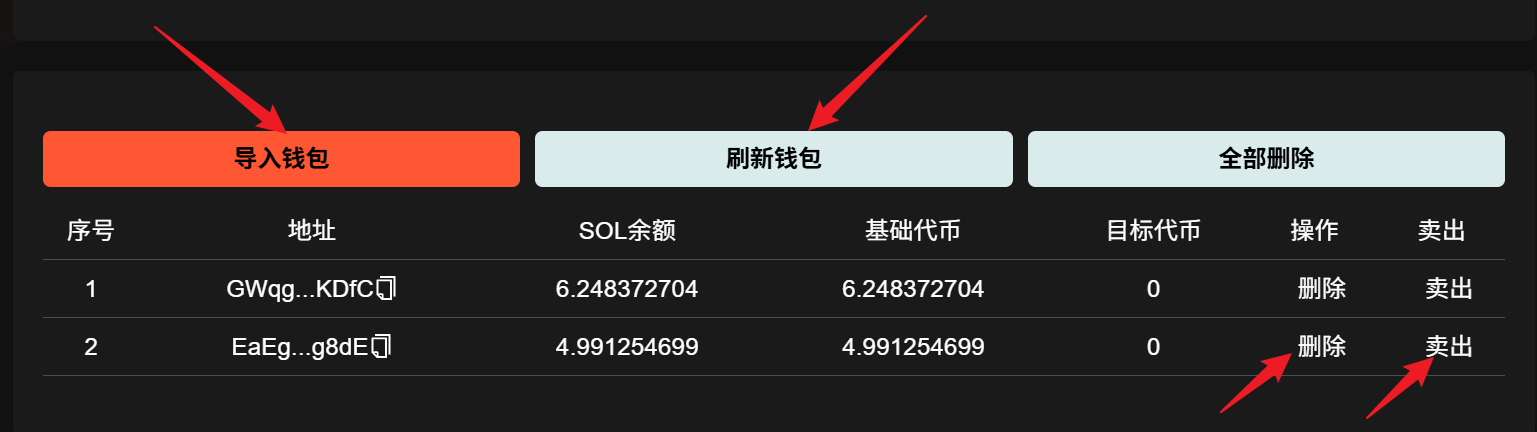 导入钱包 刷新钱包 全部删除
序号 地址 SOL余额 基础代币 目标代币 操作 卖出
1 GWqg...KDfC 6.248372704 6.248372704 0 删除 卖出
2 EaEg...g8dE 4.991254699 4.991254699 0 删除 卖出